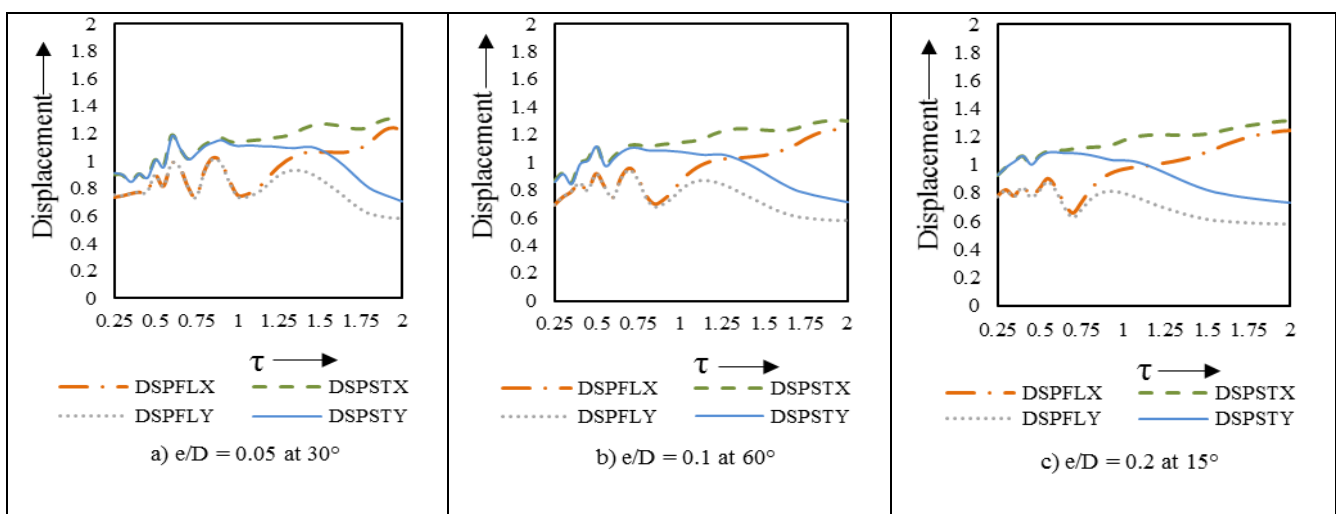 2
1.8
1.6
1.4
1.2
1
0.8
0.6
0.4
0.2
0
Displacement
0.25 0.5 0.75 1 1.25 1.5 1.75 2
τ
DSPFLX DSPSTX
DSPFLY DSPSTY
a) e/D = 0.05 at 30°
2
1.8
1.6
1.4
1.2
1
0.8
0.6
0.4
0.2
0
Displacement
0.25 0.5 0.75 1 1.25 1.5 1.75 2
τ
DSPFLX DSPSTX
DSPFLY DSPSTY
b) e/D = 0.1 at 60°
2
1.8
1.6
1.4
1.2
1
0.8
0.6
0.4
0.2
0
Displacement
0.25 0.5 0.75 1 1.25 1.5 1.75 2
τ
DSPFLX DSPSTX
DSPFLY DSPSTY
c) e/D = 0.2 at 15°